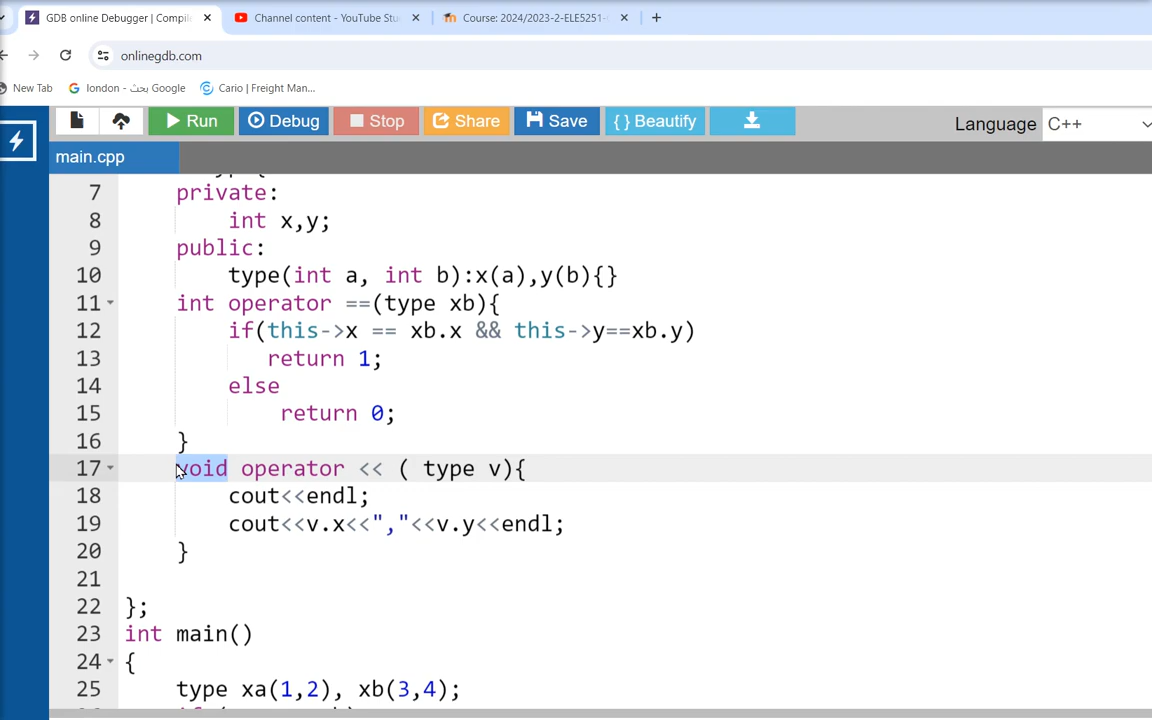 GDB online Debugger | Compile
Channel content - YouTube Stu
Course: 2024/2023-2-ELE5251-
onlinegdb.com
New Tab
london - بحث Google
Cario | Freight Man...
Run
Debug
Stop
Share
Save
{ } Beautify
Language C++
main.cpp
7 private:
8 int x,y;
9 public:
10 type(int a, int b):x(a),y(b){}
11 int operator ==(type xb){
12 if(this->x == xb.x && this->y==xb.y)
13 return 1;
14 else
15 return 0;
16 }
17 void operator << ( type v){
18 cout<<endl;
19 cout<<v.x<<","<<v.y<<endl;
20 }
21
22 };
23 int main()
24 {
25 type xa(1,2), xb(3,4);